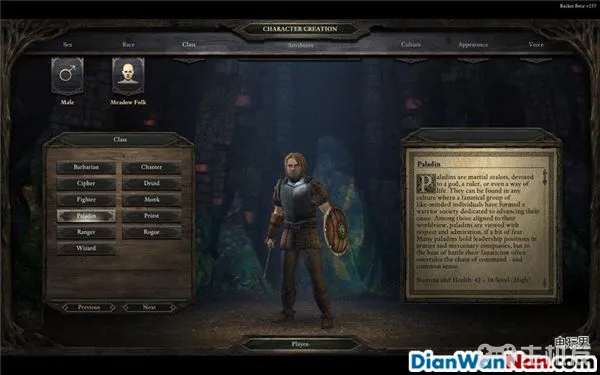 Backer Beta v257
CHARACTER CREATION
Sex Race Class Attributes Culture Appearance Voice
Male Meadow Folk
Class
Barbarian Chanter
Cipher Druid
Fighter Monk
Paladin Priest
Ranger Rogue
Wizard
Previous Next
Paladin
Paladins are martial zealots, devoted
to a god, a ruler, or even a way of
life. They can be found in any
culture where a fanatical group of
like-minded individuals have formed a
warrior society dedicated to advancing their
cause. Among those aligned to their
worldview, paladins are viewed with
respect and admiration, if a bit of fear.
Many paladins hold leadership positions in
armies and mercenary companies, but in
the heat of battle their fanaticism often
overrules the chain of command - and
common sense.
Stamina and Health: 42 + 16/level (High)
Player
电玩男
DianWanNan.com